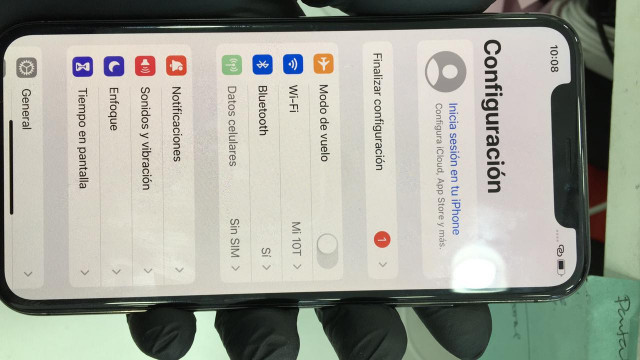 10:08
Configuración
Inicia sesión en tu iPhone
Configura iCloud, App Store y más.
Finalizar configuración 1
Modo de vuelo
Wi-Fi Mi 10T
Bluetooth Sí
Datos celulares Sin SIM
Notificaciones
Sonidos y vibración
Enfoque
Tiempo en pantalla
General